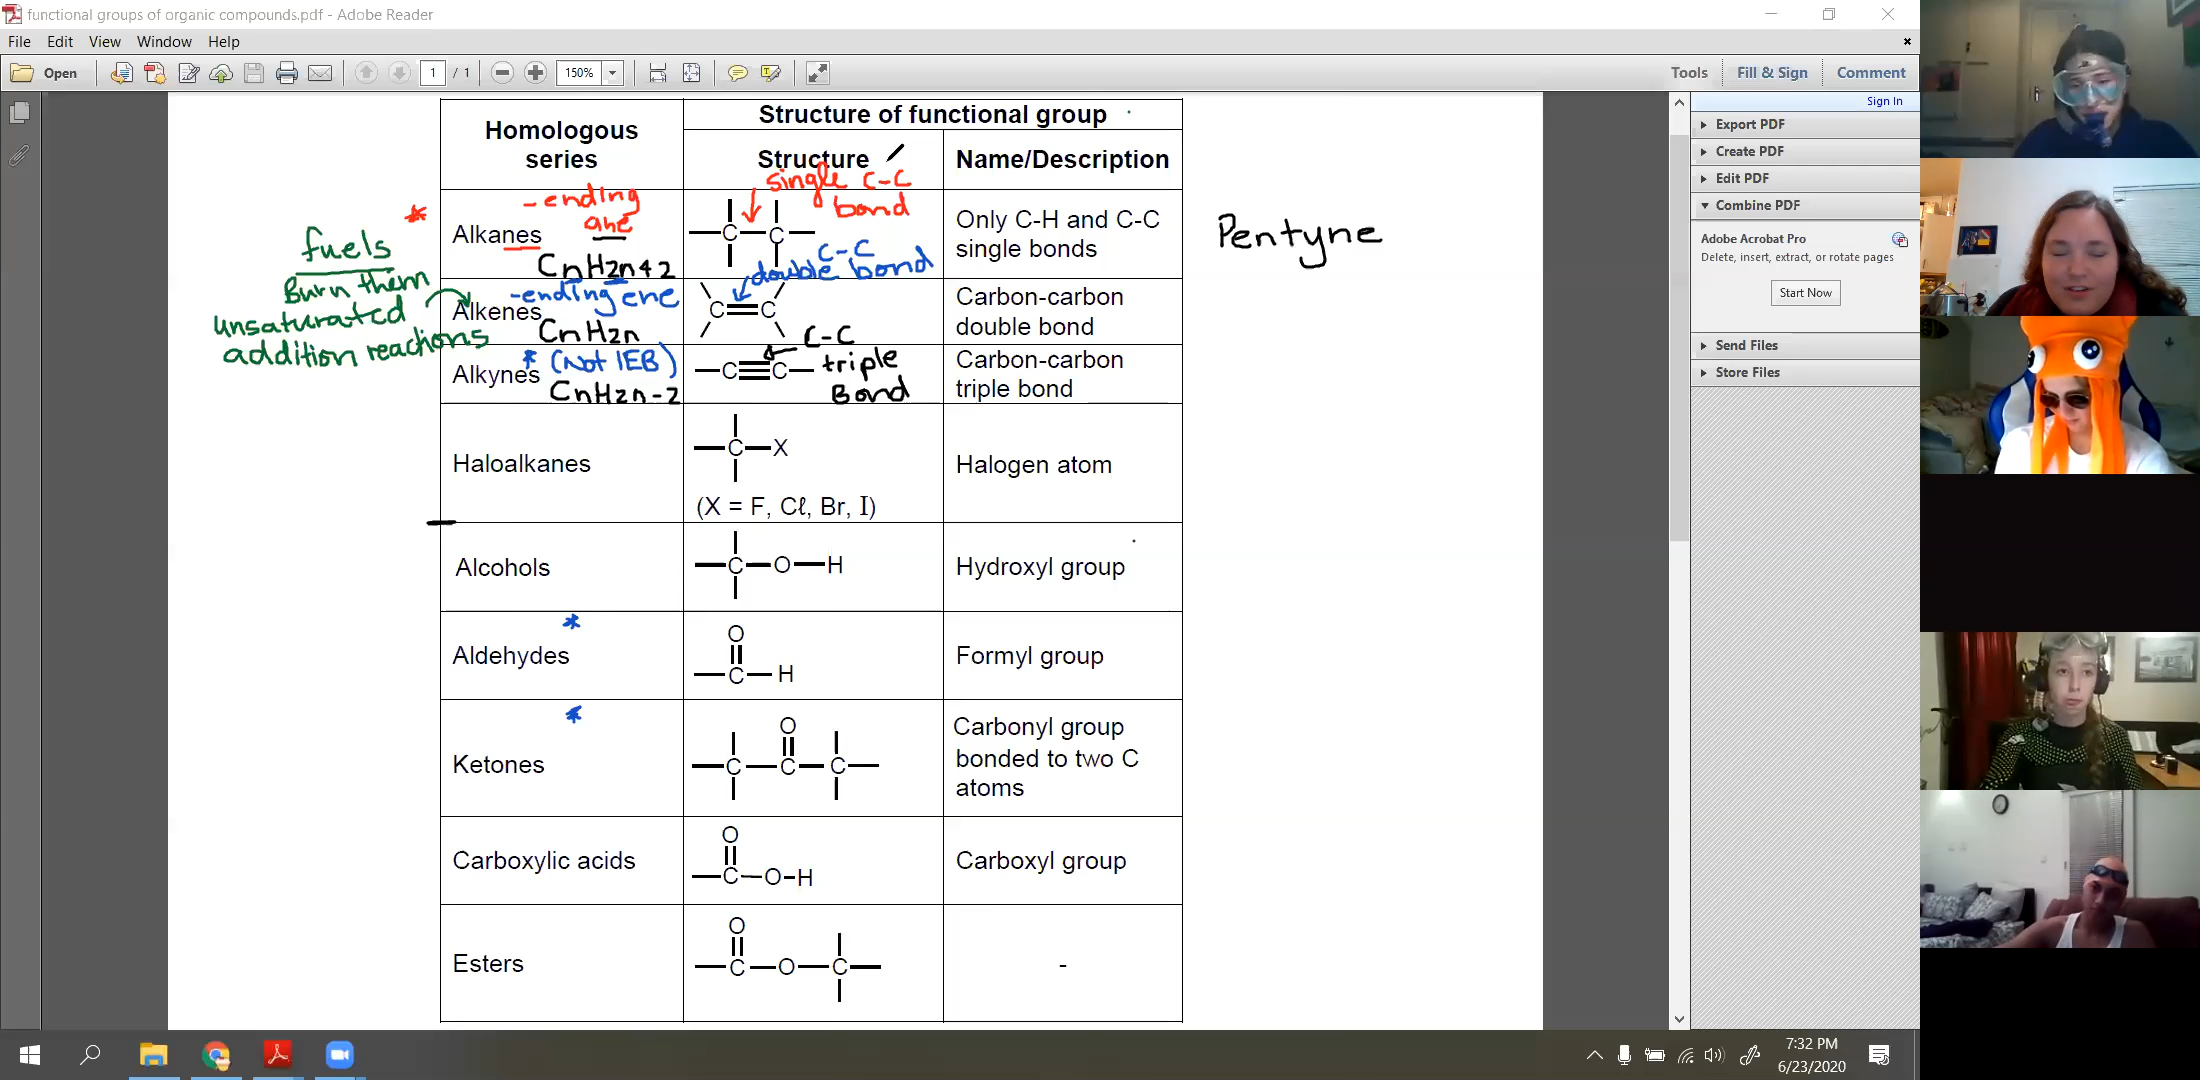 functional groups of organic compounds.pdf - Adobe Reader
File Edit View Window Help
Open 1 / 1 150% Tools Fill & Sign Comment
Sign In
Export PDF
Create PDF
Edit PDF
Combine PDF
Adobe Acrobat Pro
Delete, insert, extract, or rotate pages
Start Now
Send Files
Store Files
Homologous
series
Structure of functional group
Structure
Name/Description
Alkanes
-ending
ane
CnH2n+2
single C-C
bond
C C
Only C-H and C-C
single bonds
Pentyne
fuels
Burn them
unsaturated
addition reactions
Alkenes
-ending ene
CnH2n
C-C
double bond
C C
Carbon-carbon
double bond
Alkynes
* (Not IEB)
CnH2n-2
C C
C-C
triple
Bond
Carbon-carbon
triple bond
Haloalkanes
C X
(X = F, Cℓ, Br, I)
Halogen atom
Alcohols
C O H
Hydroxyl group
*
Aldehydes
O
C H
Formyl group
*
Ketones
O
C C C
Carbonyl group
bonded to two C
atoms
Carboxylic acids
O
C O-H
Carboxyl group
Esters
O
C O C
-
7:32 PM
6/23/2020